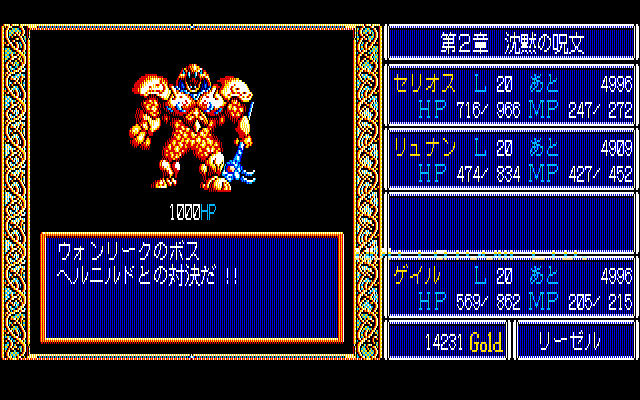 第2章 沈黙の呪文
セリオス L 20 あと 4996
HP 716/ 966 MP 247/ 272
リュナン L 20 あと 4909
HP 474/ 834 MP 427/ 452
ゲイル L 20 あと 4996
HP 569/ 862 MP 205/ 215
14231 Gold リーゼル
1000HP
ウォンリークのボス
ヘルニルドとの対決だ !!